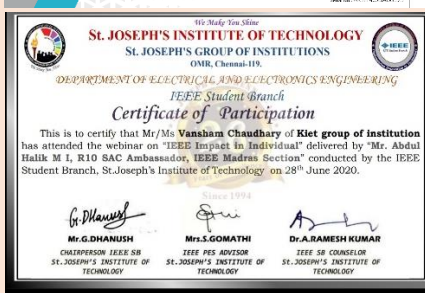 We Make You Shine
St. JOSEPH'S INSTITUTE OF TECHNOLOGY
St. JOSEPH'S GROUP OF INSTITUTIONS
OMR, Chennai-119.
IEEE
DEPARTMENT OF ELECTRICAL AND ELECTRONICS ENGINEERING
IEEE Student Branch
Certificate of Participation
This is to certify that Mr/Ms Vansham Chaudhary of Kiet group of institution
has attended the webinar on "IEEE Impact in Individual" delivered by "Mr. Abdul
Halik M I, R10 SAC Ambassador, IEEE Madras Section" conducted by the IEEE
Student Branch, St.Joseph's Institute of Technology on 28th June 2020.
Since 1994
G.Dhanush
Mr.G.DHANUSH
CHAIRPERSON IEEE SB
St.JOSEPH'S INSTITUTE OF
TECHNOLOGY
Mrs.S.GOMATHI
IEEE PES ADVISOR
St.JOSEPH'S INSTITUTE OF
TECHNOLOGY
Dr.A.RAMESH KUMAR
IEEE SB COUNSELOR
St.JOSEPH'S INSTITUTE OF
TECHNOLOGY